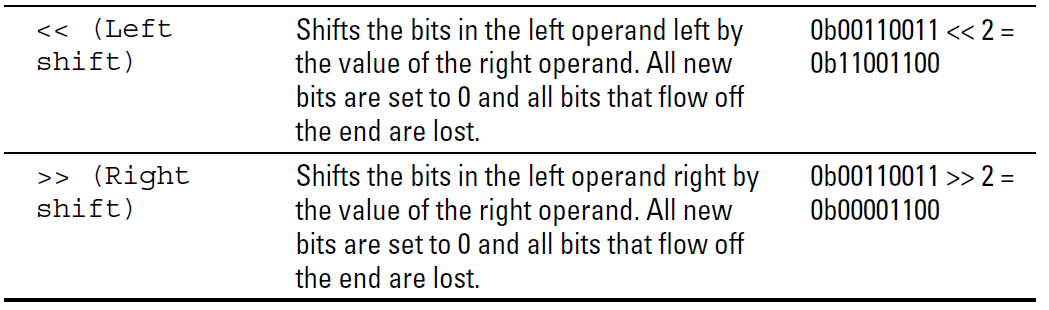 << (Left
shift)
Shifts the bits in the left operand left by
the value of the right operand. All new
bits are set to 0 and all bits that flow off
the end are lost.
0b00110011 << 2 =
0b11001100
>> (Right
shift)
Shifts the bits in the left operand right by
the value of the right operand. All new
bits are set to 0 and all bits that flow off
the end are lost.
0b00110011 >> 2 =
0b00001100